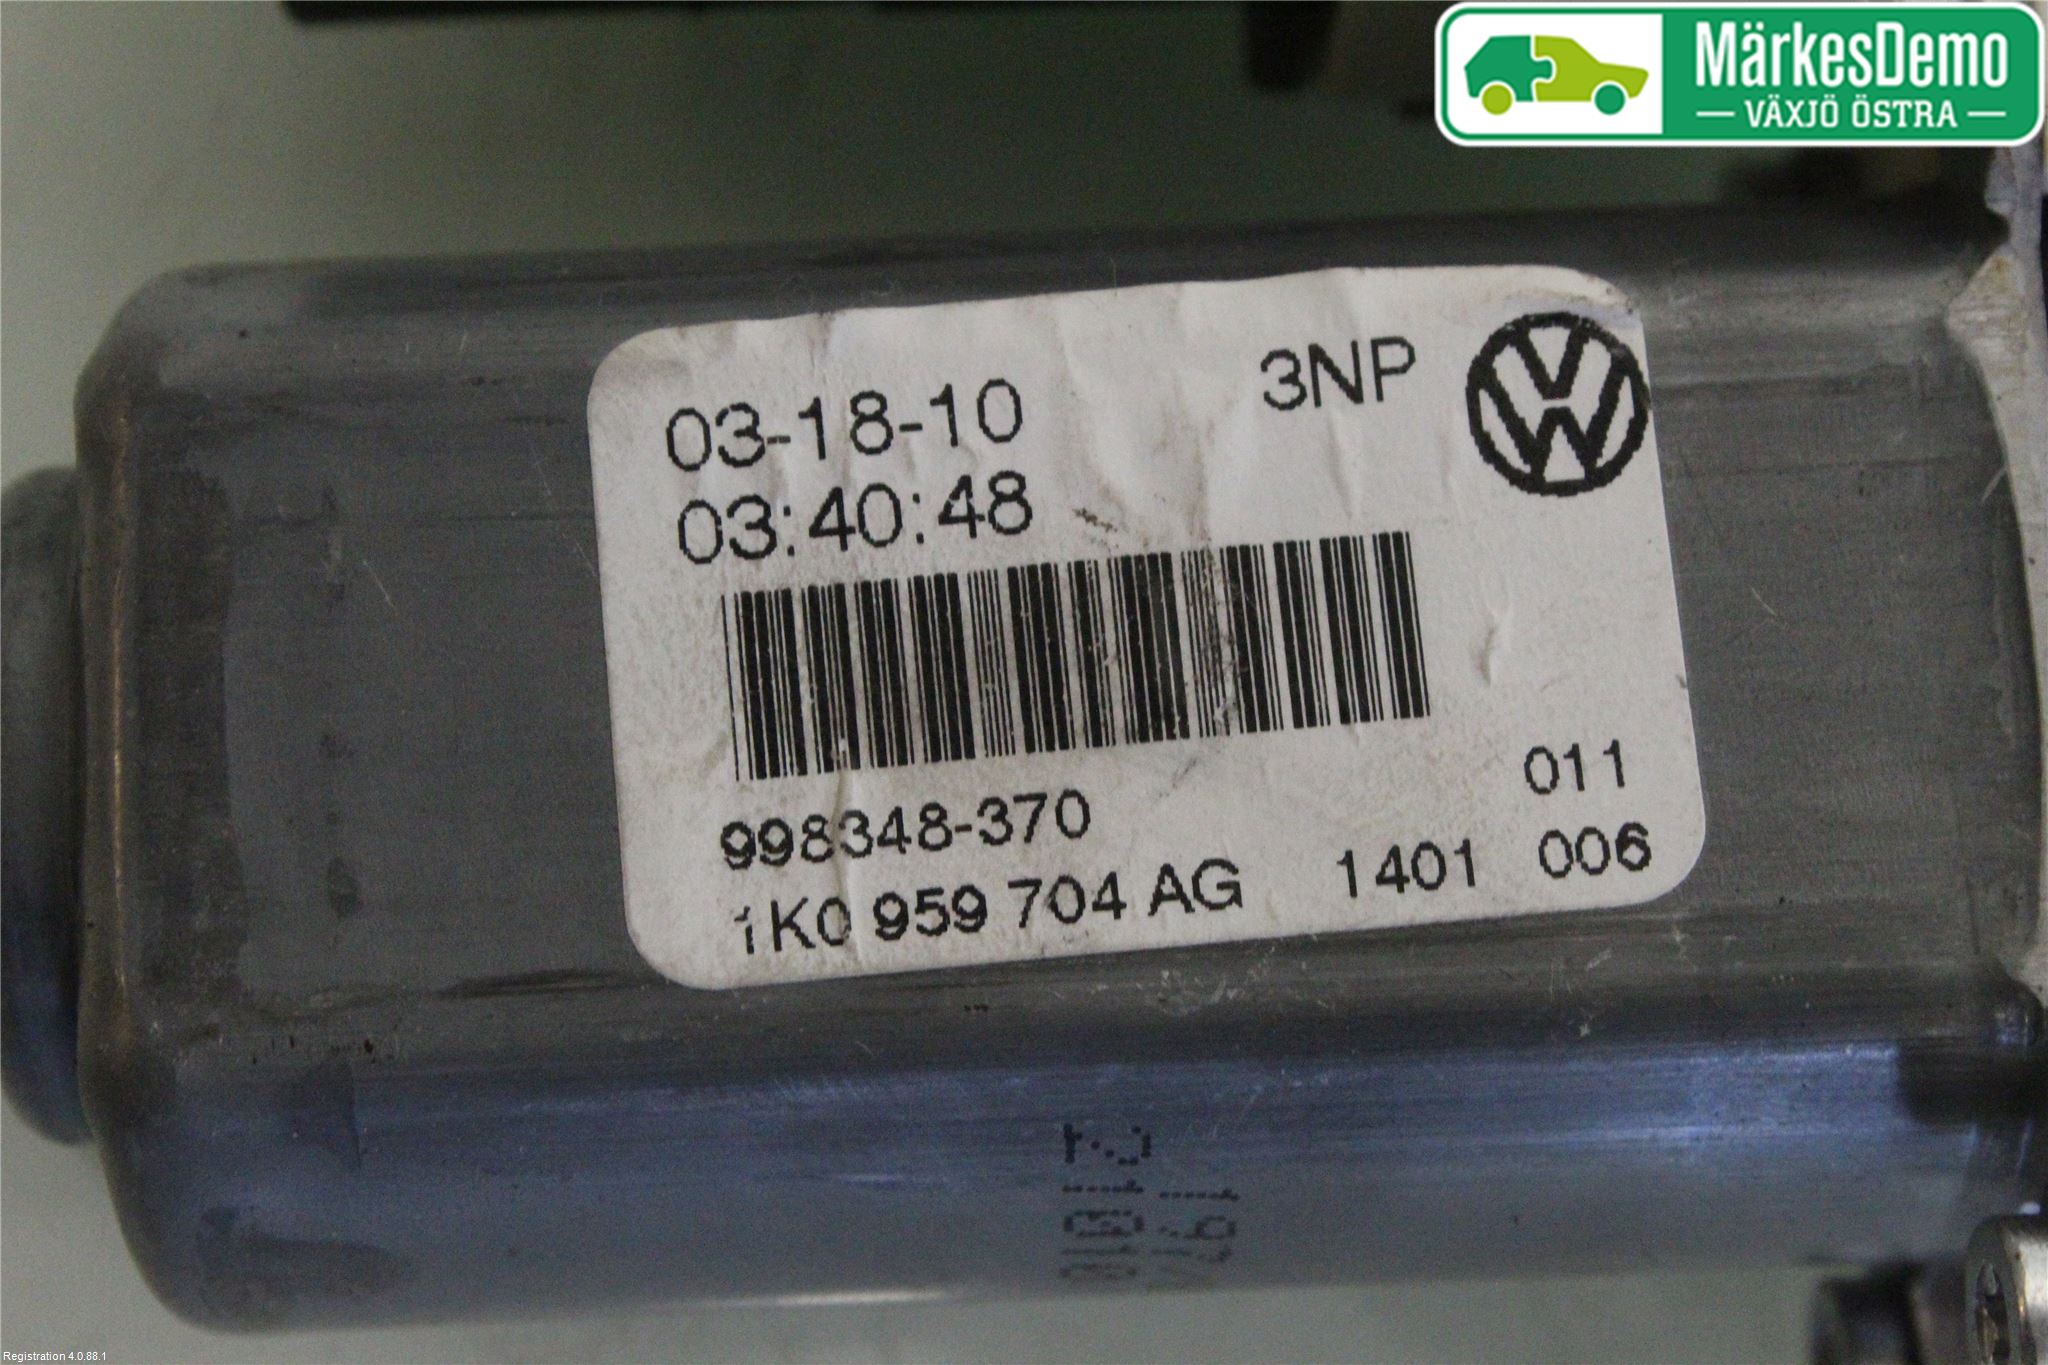 MärkesDemo
VÄXJÖ ÖSTRA
03-18-10
3NP
03:40:48
998348-370
011
1K0 959 704 AG 1401 006
Registration 4.0.88.1